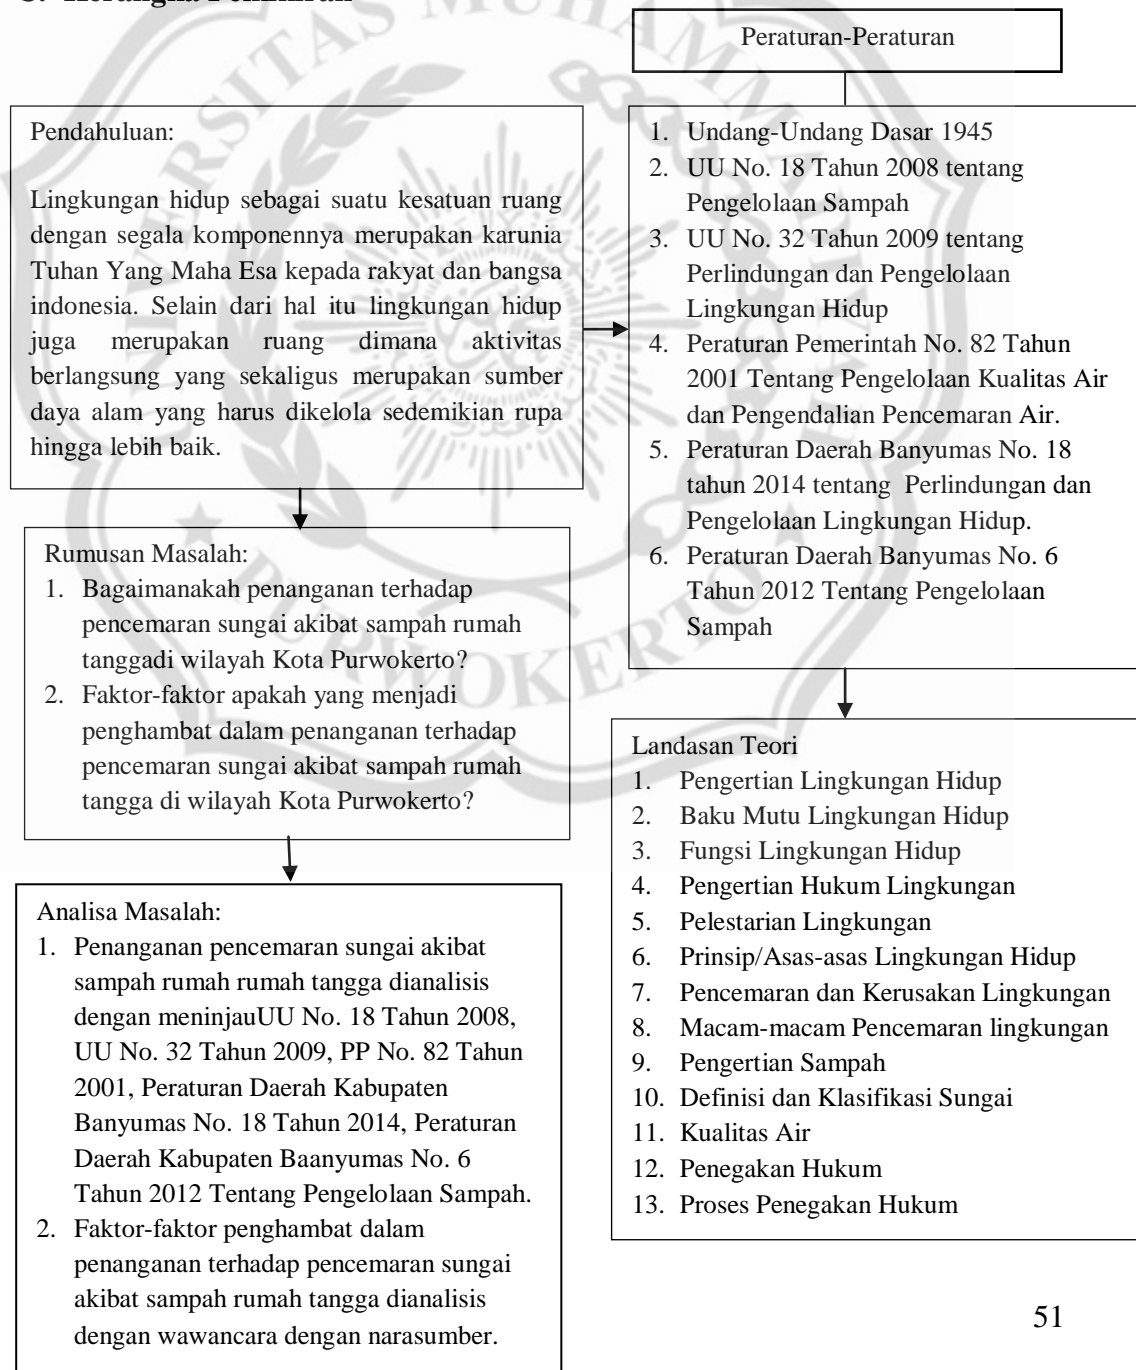 Peraturan-Peraturan
Pendahuluan:
Lingkungan hidup sebagai suatu kesatuan ruang
dengan segala komponennya merupakan karunia
Tuhan Yang Maha Esa kepada rakyat dan bangsa
indonesia. Selain dari hal itu lingkungan hidup
juga merupakan ruang dimana aktivitas
berlangsung yang sekaligus merupakan sumber
daya alam yang harus dikelola sedemikian rupa
hingga lebih baik.
1. Undang-Undang Dasar 1945
2. UU No. 18 Tahun 2008 tentang
Pengelolaan Sampah
3. UU No. 32 Tahun 2009 tentang
Perlindungan dan Pengelolaan
Lingkungan Hidup
4. Peraturan Pemerintah No. 82 Tahun
2001 Tentang Pengelolaan Kualitas Air
dan Pengendalian Pencemaran Air.
5. Peraturan Daerah Banyumas No. 18
tahun 2014 tentang Perlindungan dan
Pengelolaan Lingkungan Hidup.
6. Peraturan Daerah Banyumas No. 6
Tahun 2012 Tentang Pengelolaan
Sampah
Rumusan Masalah:
1. Bagaimanakah penanganan terhadap
pencemaran sungai akibat sampah rumah
tanggadi wilayah Kota Purwokerto?
2. Faktor-faktor apakah yang menjadi
penghambat dalam penanganan terhadap
pencemaran sungai akibat sampah rumah
tangga di wilayah Kota Purwokerto?
Landasan Teori
1. Pengertian Lingkungan Hidup
2. Baku Mutu Lingkungan Hidup
3. Fungsi Lingkungan Hidup
4. Pengertian Hukum Lingkungan
5. Pelestarian Lingkungan
6. Prinsip/Asas-asas Lingkungan Hidup
7. Pencemaran dan Kerusakan Lingkungan
8. Macam-macam Pencemaran lingkungan
9. Pengertian Sampah
10. Definisi dan Klasifikasi Sungai
11. Kualitas Air
12. Penegakan Hukum
13. Proses Penegakan Hukum
Analisa Masalah:
1. Penanganan pencemaran sungai akibat
sampah rumah rumah tangga dianalisis
dengan meninjauUU No. 18 Tahun 2008,
UU No. 32 Tahun 2009, PP No. 82 Tahun
2001, Peraturan Daerah Kabupaten
Banyumas No. 18 Tahun 2014, Peraturan
Daerah Kabupaten Baanyumas No. 6
Tahun 2012 Tentang Pengelolaan Sampah.
2. Faktor-faktor penghambat dalam
penanganan terhadap pencemaran sungai
akibat sampah rumah tangga dianalisis
dengan wawancara dengan narasumber.
51
UNIVERSITAS MUHAMMADIYAH
PURWOKERTO